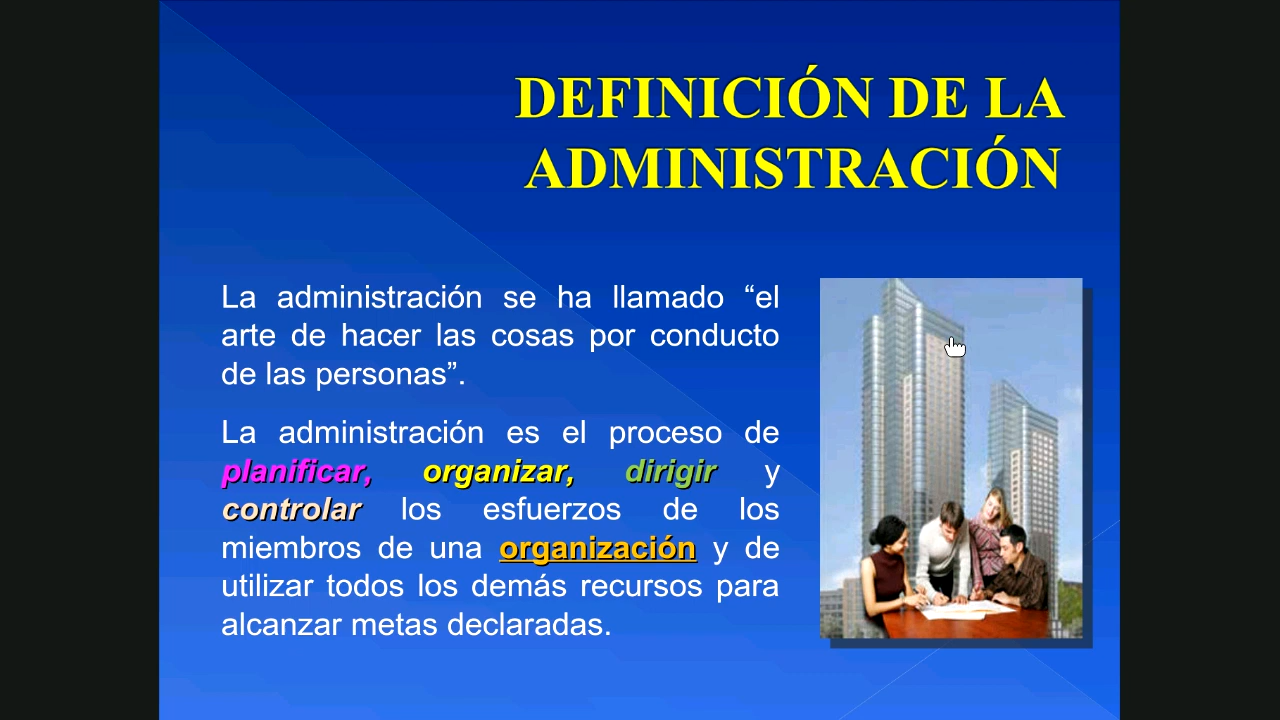 DEFINICIÓN DE LA
ADMINISTRACIÓN
La administración se ha llamado “el
arte de hacer las cosas por conducto
de las personas”.
La administración es el proceso de
planificar, organizar, dirigir y
controlar los esfuerzos de los
miembros de una organización y de
utilizar todos los demás recursos para
alcanzar metas declaradas.